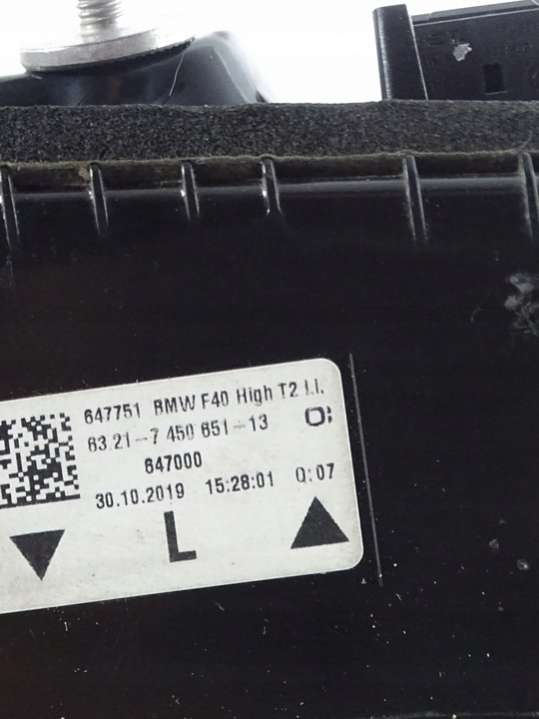 647751 BMW F40 High T2 l.l.
63.21-7 450 651-13
647000
30.10.2019 15:28:01 Q:07
L